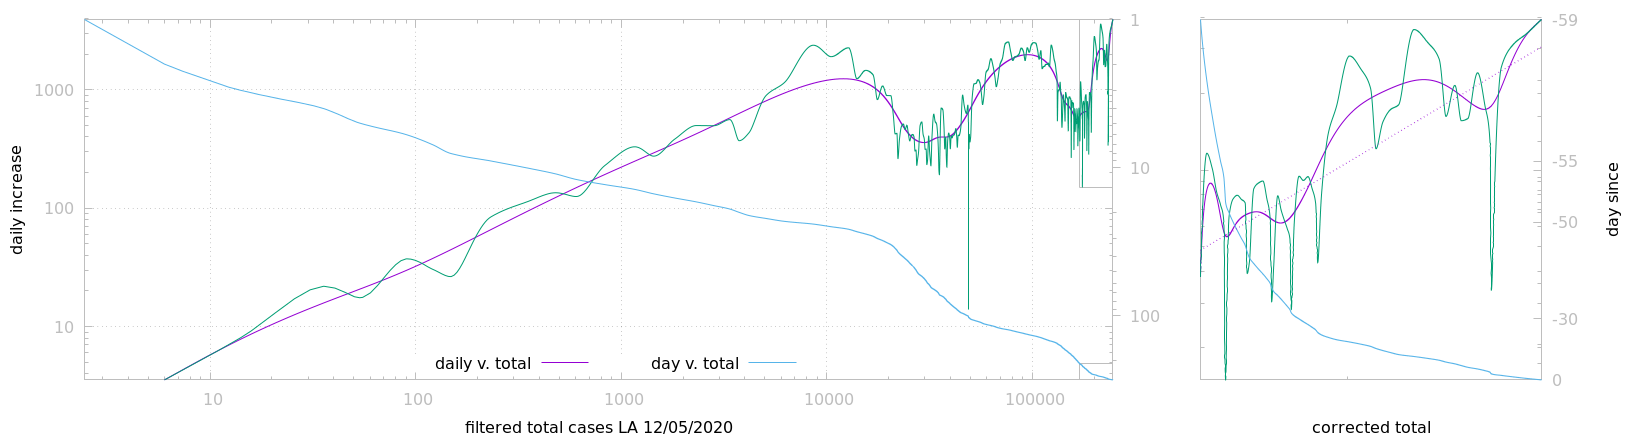 1000
100
10
daily increase
daily v. total
day v. total
10
100
1000
10000
100000
filtered total cases LA 12/05/2020
1
10
100
-59
-55
-50
-30
0
day since
corrected total